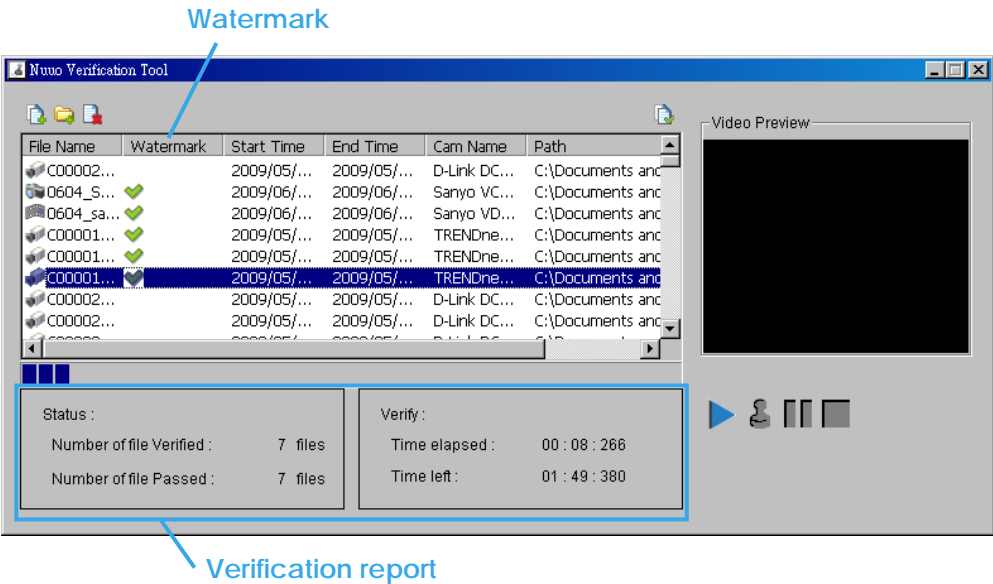 Watermark
Nuuo Verification Tool
File Name Watermark Start Time End Time Cam Name Path
C00002... 2009/05/... 2009/05/... D-Link DC... C:\Documents and
0604_S... 2009/06/... 2009/06/... Sanyo VC... C:\Documents and
0604_sa... 2009/06/... 2009/06/... Sanyo VD... C:\Documents and
C00001... 2009/05/... 2009/05/... TRENDne... C:\Documents and
C00001... 2009/05/... 2009/05/... TRENDne... C:\Documents and
C00001... 2009/05/... 2009/05/... TRENDne... C:\Documents and
C00002... 2009/05/... 2009/05/... D-Link DC... C:\Documents and
C00002... 2009/05/... 2009/05/... D-Link DC... C:\Documents and
Video Preview
Status :
Number of file Verified : 7 files
Number of file Passed : 7 files
Verify :
Time elapsed : 00 : 08 : 266
Time left : 01 : 49 : 380
Verification report